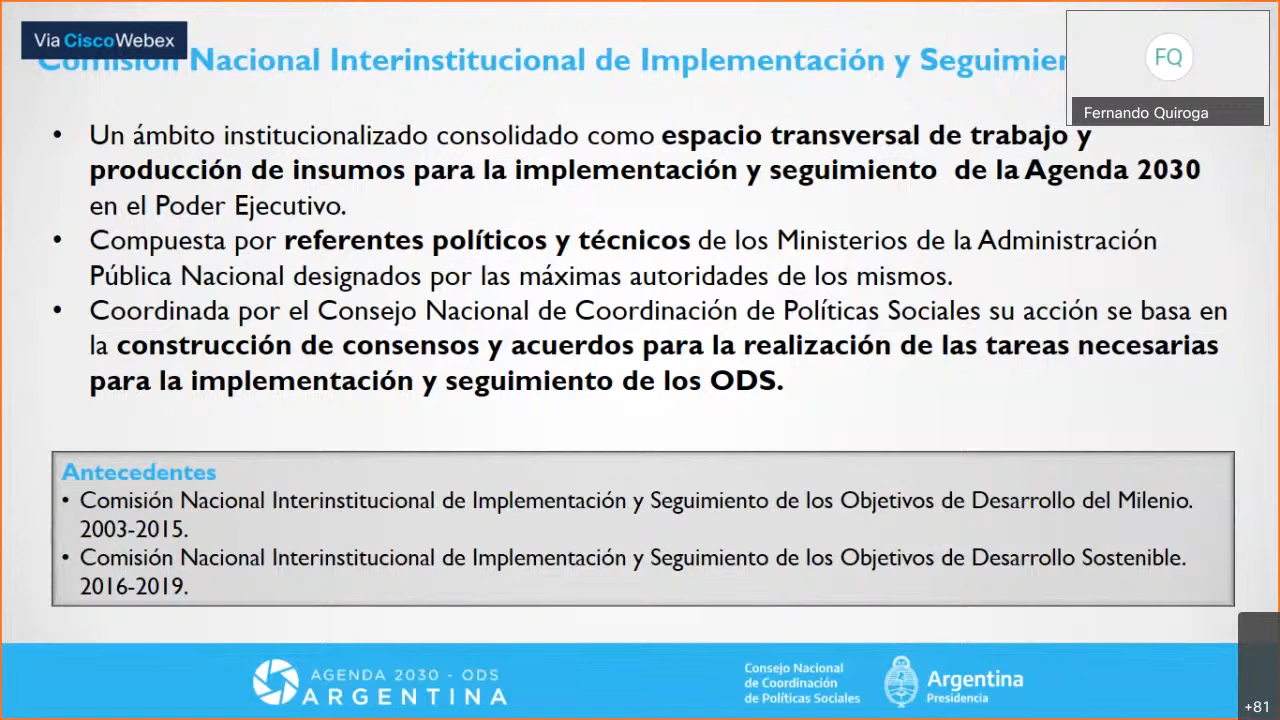 Via CiscoWebex
Comisión Nacional Interinstitucional de Implementación y
FQ
Fernando Quiroga
• Un ámbito institucionalizado consolidado como espacio transversal de trabajo y
producción de insumos para la implementación y seguimiento de la Agenda 2030
en el Poder Ejecutivo.
• Compuesta por referentes políticos y técnicos de los Ministerios de la Administración
Pública Nacional designados por las máximas autoridades de los mismos.
• Coordinada por el Consejo Nacional de Coordinación de Políticas Sociales su acción se basa en
la construcción de consensos y acuerdos para la realización de las tareas necesarias
para la implementación y seguimiento de los ODS.
Antecedentes
• Comisión Nacional Interinstitucional de Implementación y Seguimiento de los Objetivos de Desarrollo del Milenio.
2003-2015.
• Comisión Nacional Interinstitucional de Implementación y Seguimiento de los Objetivos de Desarrollo Sostenible.
2016-2019.
AGENDA 2030 - ODS
ARGENTINA
Consejo Nacional
de Coordinación
de Políticas Sociales
Argentina
Presidencia
+81